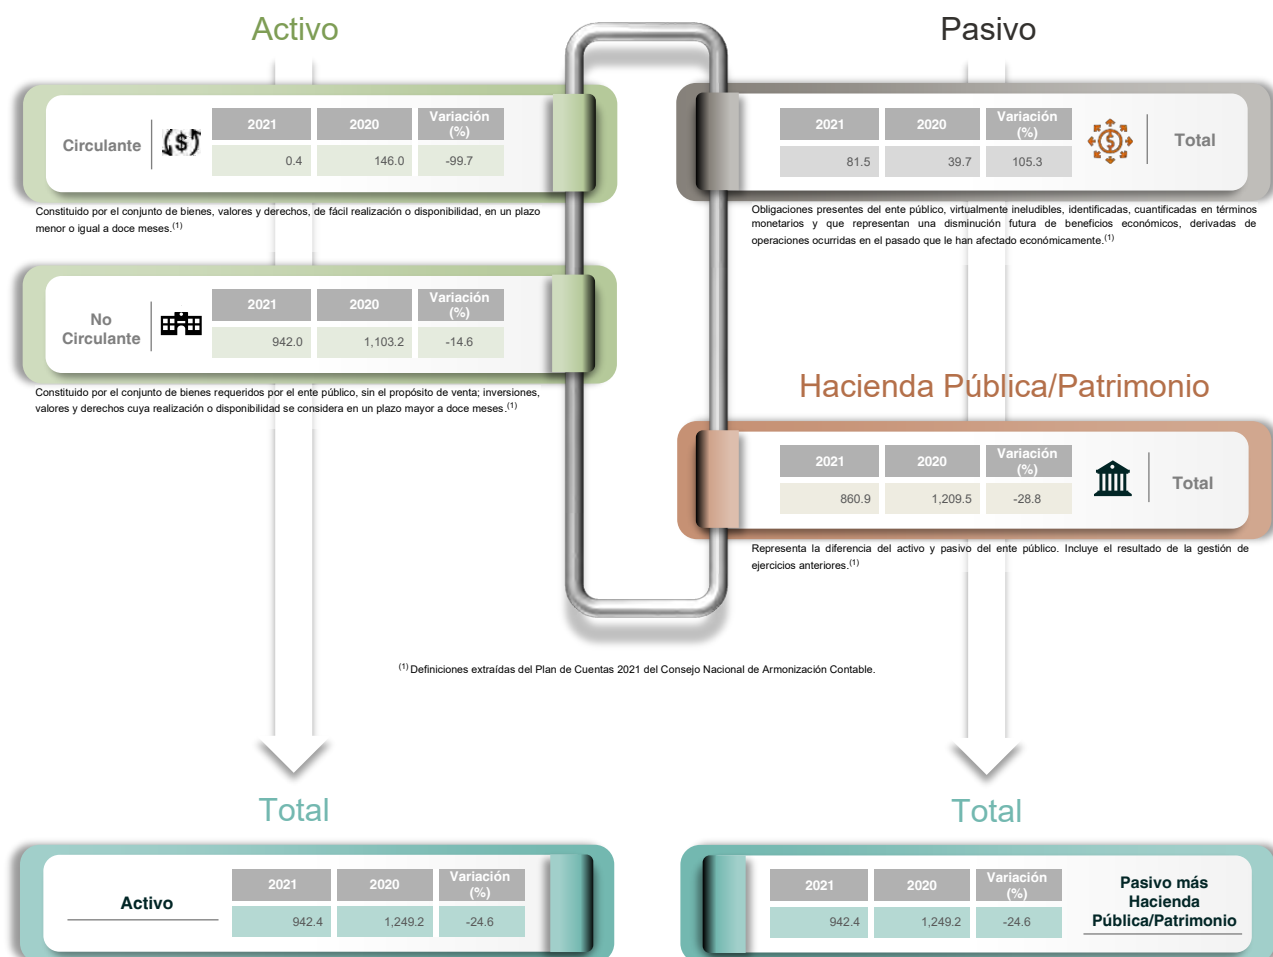 Activo
Circulante
2021 2020 Variación (%)
0.4 146.0 -99.7
Constituido por el conjunto de bienes, valores y derechos, de fácil realización o disponibilidad, en un plazo
menor o igual a doce meses.(1)
No
Circulante
2021 2020 Variación (%)
942.0 1,103.2 -14.6
Constituido por el conjunto de bienes requeridos por el ente público, sin el propósito de venta; inversiones,
valores y derechos cuya realización o disponibilidad se considera en un plazo mayor a doce meses.(1)
Pasivo
2021 2020 Variación (%)
81.5 39.7 105.3
Total
Obligaciones presentes del ente público, virtualmente ineludibles, identificadas, cuantificadas en términos
monetarios y que representan una disminución futura de beneficios económicos, derivadas de
operaciones ocurridas en el pasado que le han afectado económicamente.(1)
Hacienda Pública/Patrimonio
2021 2020 Variación (%)
860.9 1,209.5 -28.8
Total
Representa la diferencia del activo y pasivo del ente público. Incluye el resultado de la gestión de
ejercicios anteriores.(1)
(1) Definiciones extraídas del Plan de Cuentas 2021 del Consejo Nacional de Armonización Contable.
Total
Activo
2021 2020 Variación (%)
942.4 1,249.2 -24.6
Total
2021 2020 Variación (%)
942.4 1,249.2 -24.6
Pasivo más
Hacienda
Pública/Patrimonio